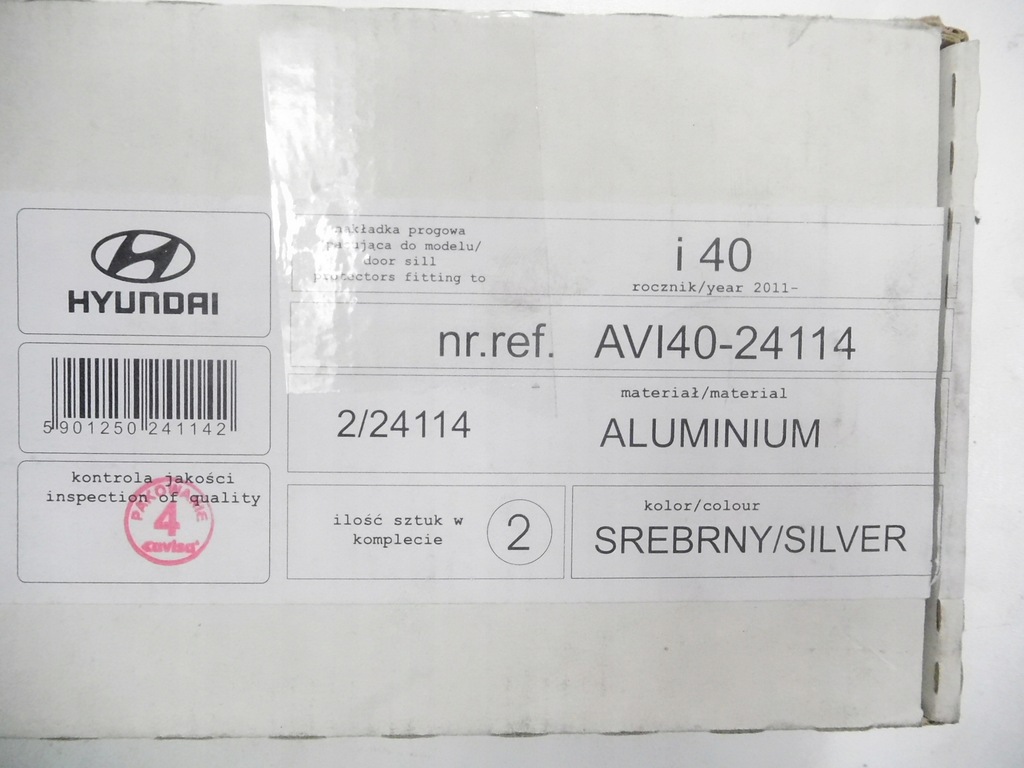 HYUNDAI
nakładka progowa
pasująca do modelu/
door sill
protectors fitting to
i 40
rocznik/year 2011-
nr.ref. AVI40-24114
5 901250 241142
2/24114
materiał/material
ALUMINIUM
kontrola jakości
inspection of quality
PAKOWANIE
4
cavisa
ilość sztuk w
komplecie
2
kolor/colour
SREBRNY/SILVER